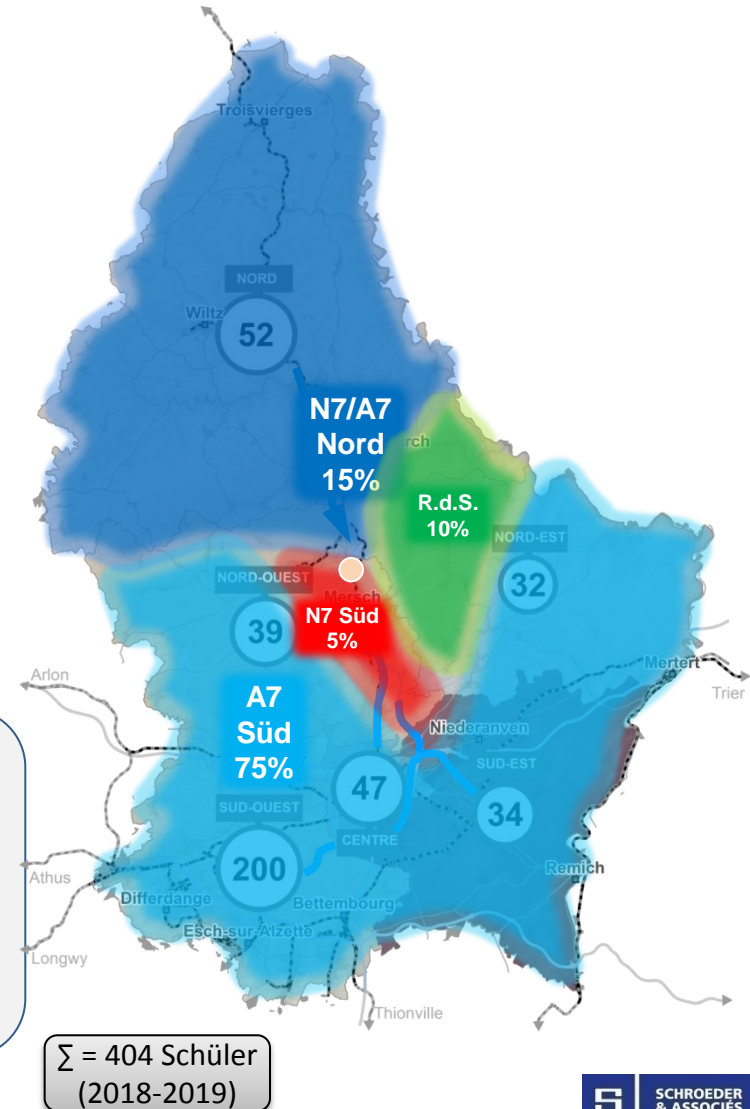 Troisvierges
NORD
Wiltz
52
N7/A7
Nord
15%
rch
R.d.S.
10%
NORD-EST
32
NORD-OUEST
Mersch
39
N7 Süd
5%
Arlon
Mertert
Trier
A7
Süd
75%
Niederanven
SUD-EST
47
34
SUD-OUEST
CENTRE
200
Athus
Remich
Differdange
Bettembourg
Esch-sur-Alzette
Longwy
Thionville
∑ = 404 Schüler
(2018-2019)
SCHROEDER
& ASSOCIÉS